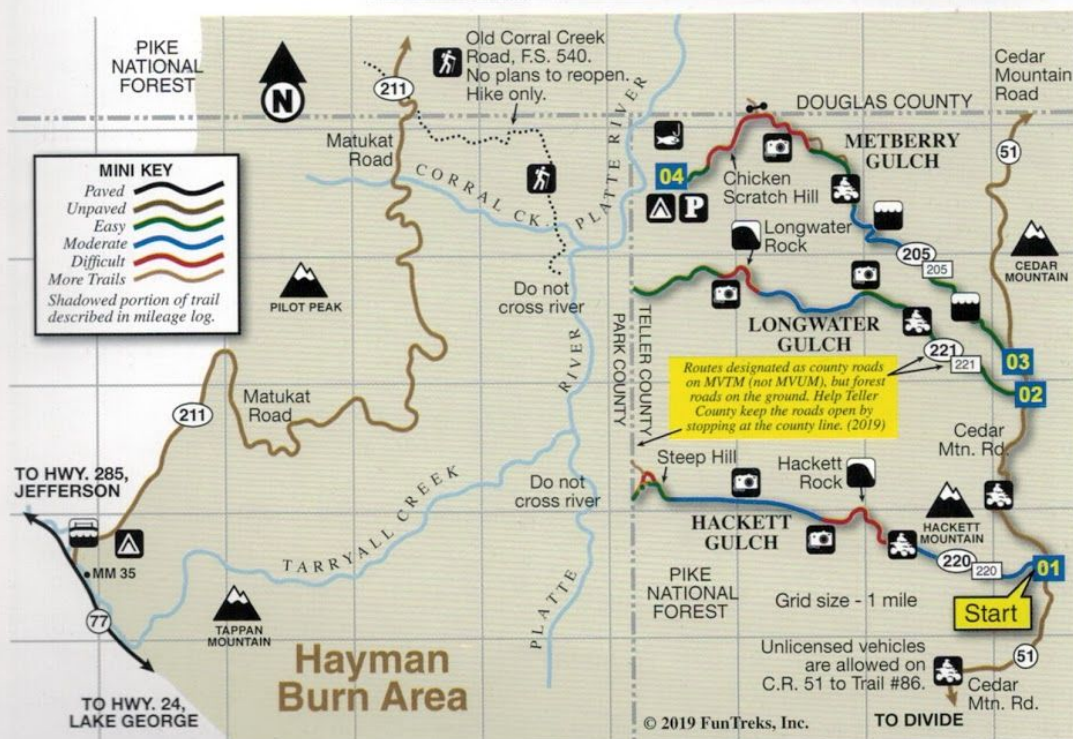 PIKE
NATIONAL
FOREST
N
211
Old Corral Creek
Road, F.S. 540.
No plans to reopen.
Hike only.
Cedar
Mountain
Road
DOUGLAS COUNTY
PLATTE RIVER
Matukat
Road
CORRAL CK.
METBERRY
GULCH
51
04
P
Chicken
Scratch Hill
MINI KEY
Paved
Unpaved
Easy
Moderate
Difficult
More Trails
Shadowed portion of trail
described in mileage log.
Longwater
Rock
205
205
CEDAR
MOUNTAIN
PILOT PEAK
Do not
cross river
TELLER COUNTY
PARK COUNTY
LONGWATER
GULCH
221
221
03
02
RIVER
Routes designated as county roads
on MVTM (not MVUM), but forest
roads on the ground. Help Teller
County keep the roads open by
stopping at the county line. (2019)
211
Matukat
Road
Cedar
Mtn. Rd.
TO HWY. 285,
JEFFERSON
Steep Hill
Hackett
Rock
Do not
cross river
TARRYALL CREEK
HACKETT
GULCH
HACKETT
MOUNTAIN
MM 35
220
220
01
PLATTE
PIKE
NATIONAL
FOREST
Grid size - 1 mile
Start
77
TAPPAN
MOUNTAIN
Hayman
Burn Area
Unlicensed vehicles
are allowed on
C.R. 51 to Trail #86.
51
Cedar
Mtn. Rd.
TO HWY. 24,
LAKE GEORGE
© 2019 FunTreks, Inc.
TO DIVIDE